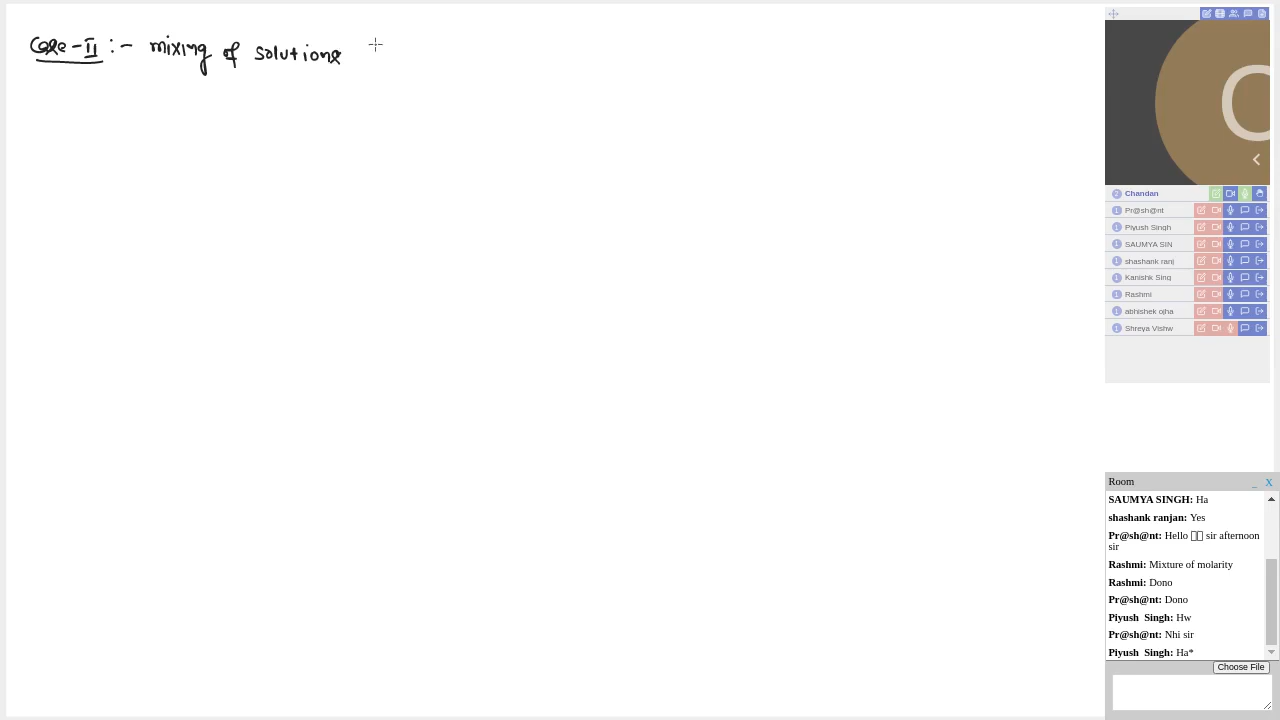 Case-II :- mixing of solutions
Chandan
Pr@sh@nt
Piyush Singh
SAUMYA SIN
shashank ranj
Kanishk Sing
Rashmi
abhishek ojha
Shreya Vishw
Room
_ X
SAUMYA SINGH: Ha
shashank ranjan: Yes
Pr@sh@nt: Hello sir afternoon
sir
Rashmi: Mixture of molarity
Rashmi: Dono
Pr@sh@nt: Dono
Piyush Singh: Hw
Pr@sh@nt: Nhi sir
Piyush Singh: Ha*
Choose File